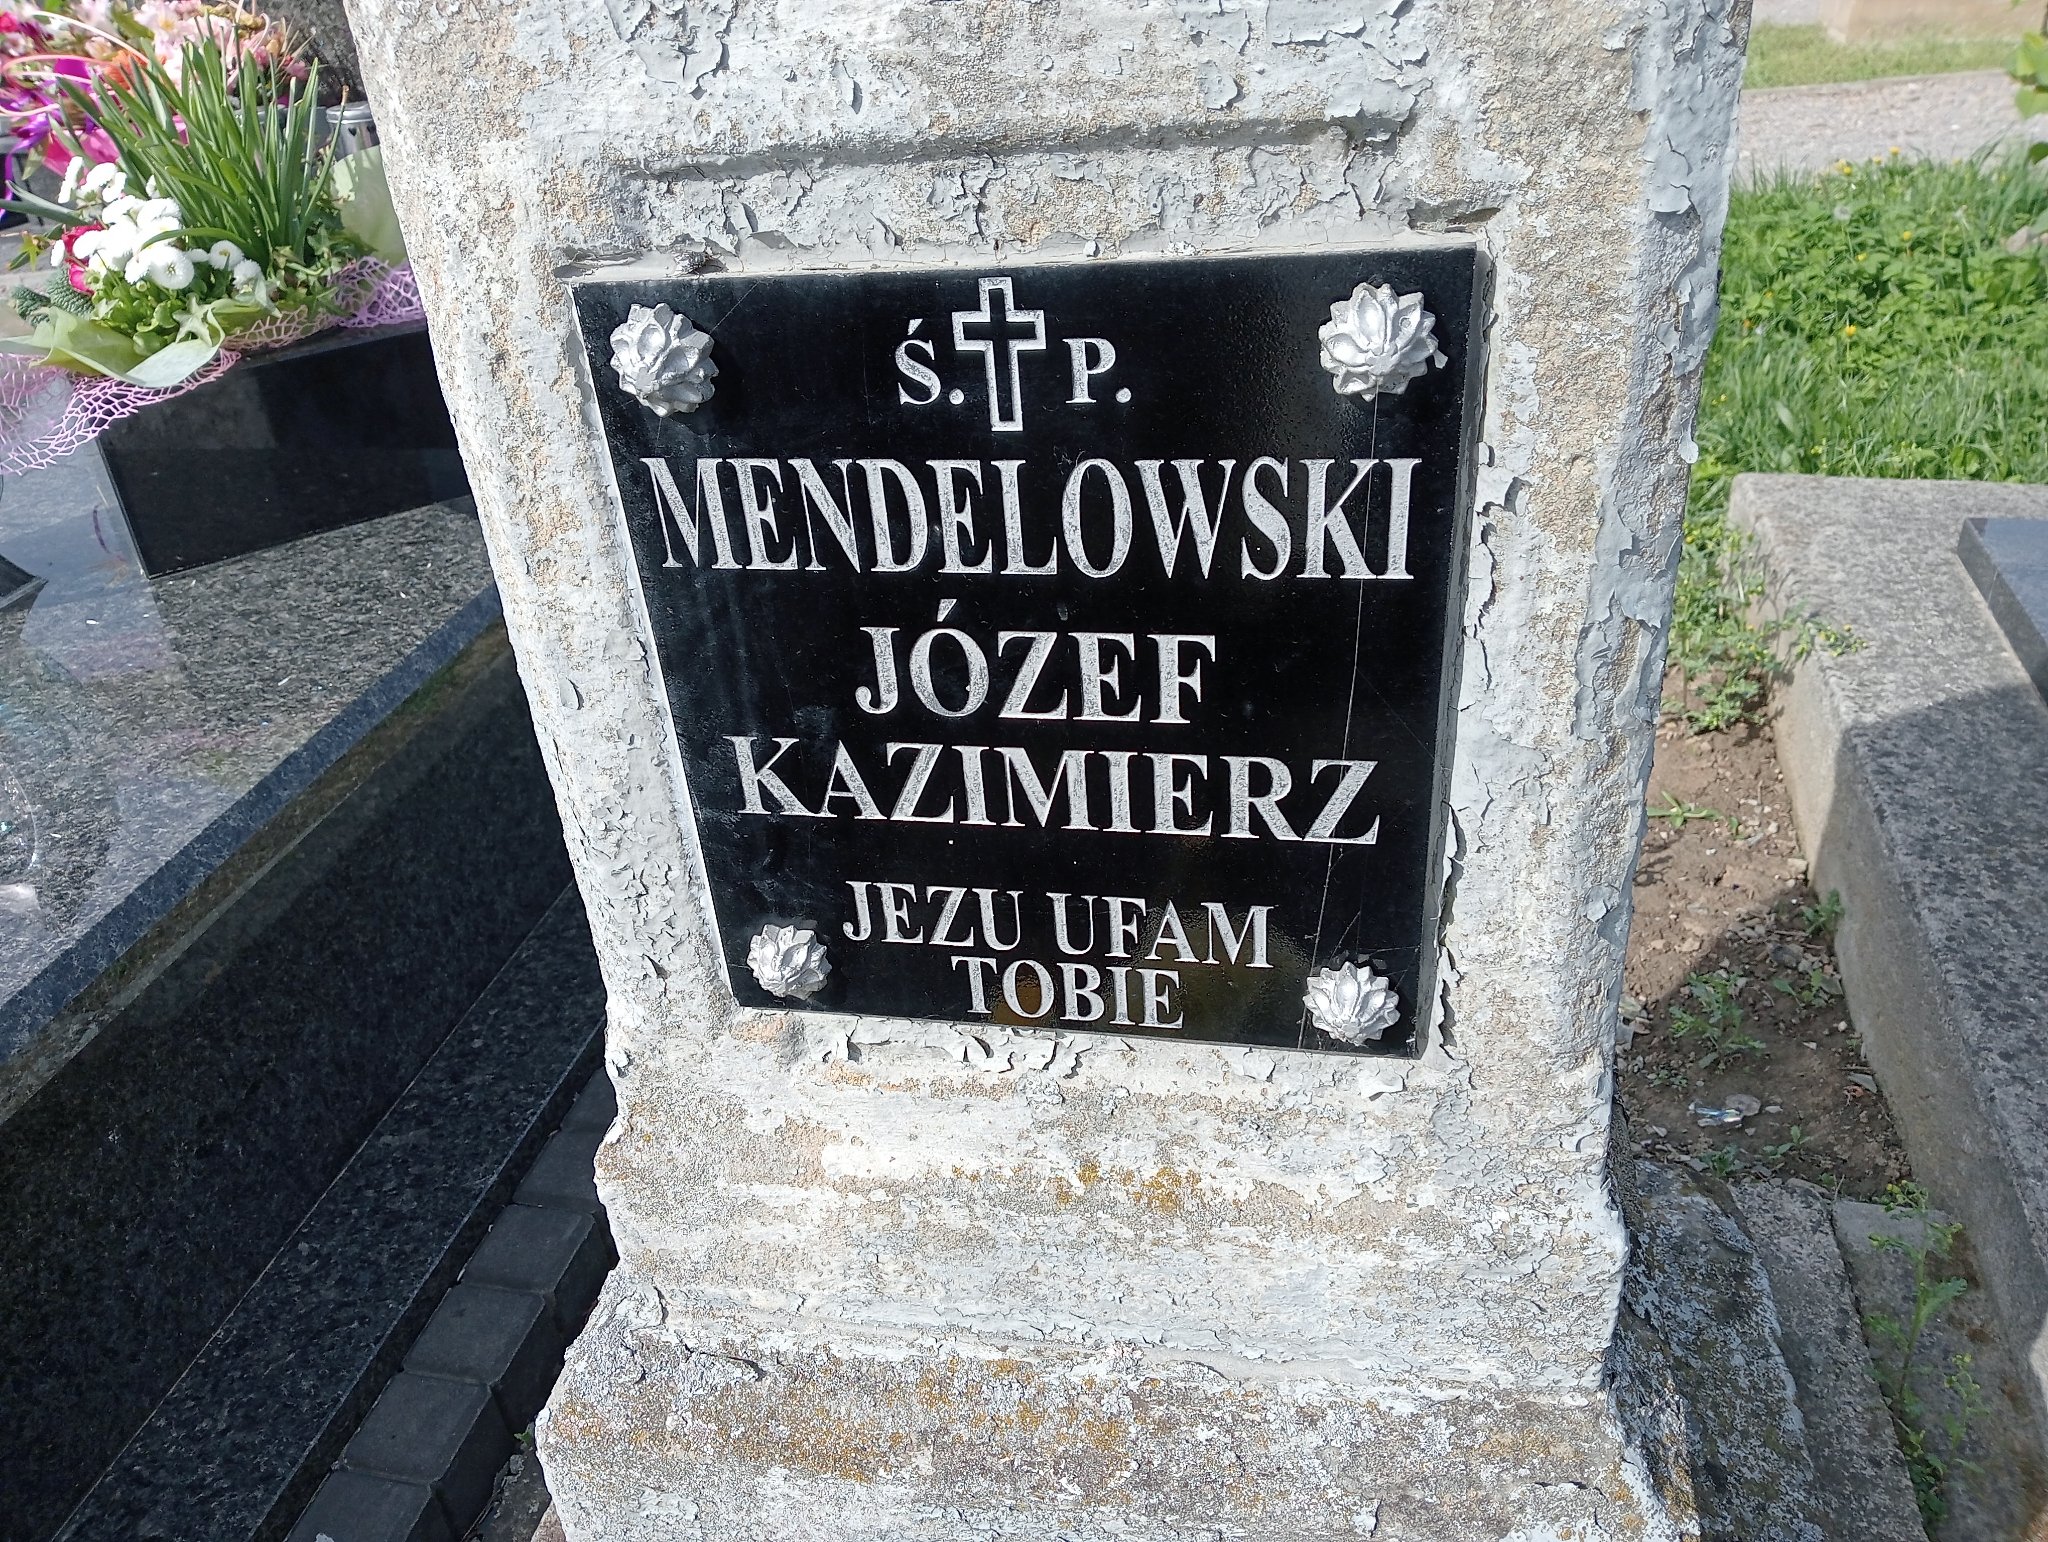 Ś. P.
MENDELOWSKI
JÓZEF
KAZIMIERZ
JEZU UFAM
TOBIE